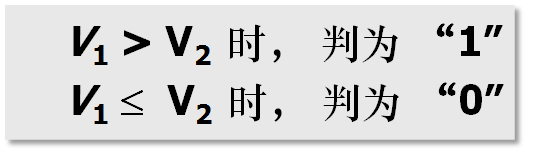 V₁ > V₂ 时， 判为 “1”
V₁ ≤ V₂ 时， 判为 “0”